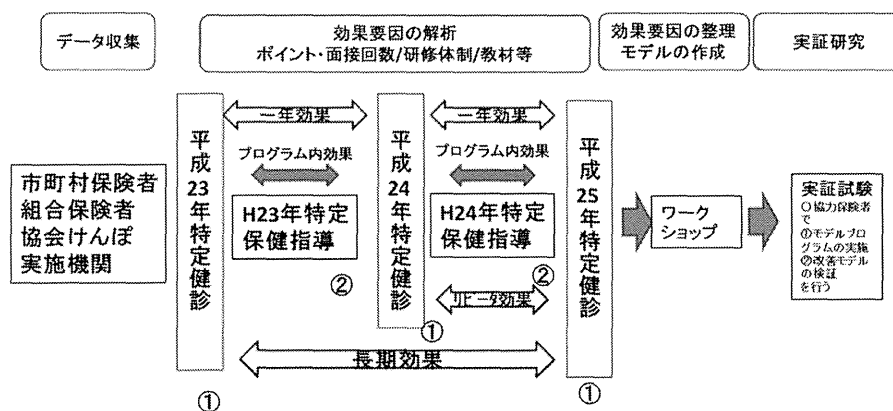 データ収集
効果要因の解析
ポイント・面接回数/研修体制/教材等
効果要因の整理
モデルの作成
実証研究
市町村保険者
組合保険者
協会けんぽ
実施機関
平成23年特定健診
①
一年効果
プログラム内効果
H23年特定
保健指導
②
平成24年特定健診
①
一年効果
プログラム内効果
H24年特定
保健指導
②
リピータ効果
長期効果
平成25年特定健診
①
ワーク
ショップ
実証試験
○協力保険者
で
①モデルプロ
グラムの実施
②改善モデル
の検証
を行う